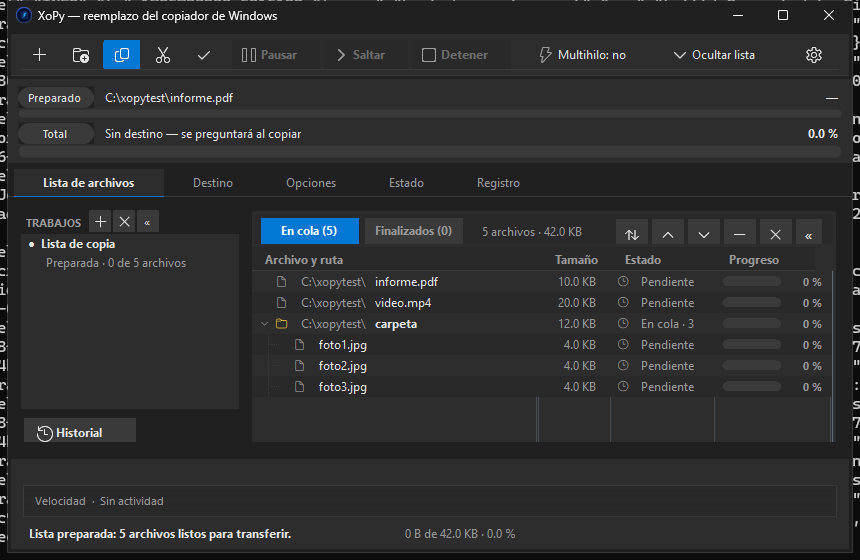 XoPy — reemplazo del copiador de Windows
Pausar Saltar Detener Multihilo: no Ocultar lista
Preparado C:\xopytest\informe.pdf —
Total Sin destino — se preguntará al copiar 0.0 %
Lista de archivos Destino Opciones Estado Registro
TRABAJOS + × «
• Lista de copia
Preparada · 0 de 5 archivos
Historial
En cola (5) Finalizados (0) 5 archivos · 42.0 KB «
Archivo y ruta Tamaño Estado Progreso
C:\xopytest\ informe.pdf 10.0 KB Pendiente 0 %
C:\xopytest\ video.mp4 20.0 KB Pendiente 0 %
C:\xopytest\ carpeta 12.0 KB En cola · 3 0 %
foto1.jpg 4.0 KB Pendiente 0 %
foto2.jpg 4.0 KB Pendiente 0 %
foto3.jpg 4.0 KB Pendiente 0 %
Velocidad · Sin actividad
Lista preparada: 5 archivos listos para transferir. 0 B de 42.0 KB · 0.0 %